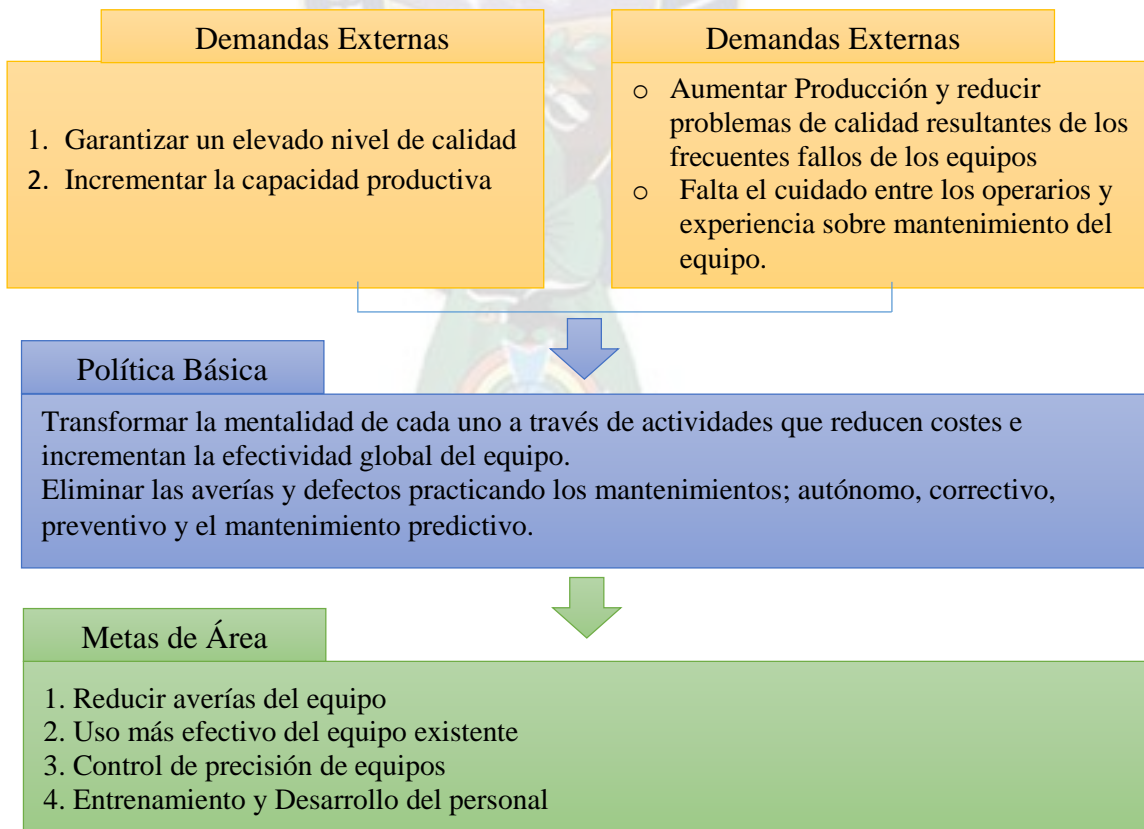 Demandas Externas
1. Garantizar un elevado nivel de calidad
2. Incrementar la capacidad productiva
Demandas Externas
o Aumentar Producción y reducir
problemas de calidad resultantes de los
frecuentes fallos de los equipos
o Falta el cuidado entre los operarios y
experiencia sobre mantenimiento del
equipo.
Política Básica
Transformar la mentalidad de cada uno a través de actividades que reducen costes e
incrementan la efectividad global del equipo.
Eliminar las averías y defectos practicando los mantenimientos; autónomo, correctivo,
preventivo y el mantenimiento predictivo.
Metas de Área
1. Reducir averías del equipo
2. Uso más efectivo del equipo existente
3. Control de precisión de equipos
4. Entrenamiento y Desarrollo del personal